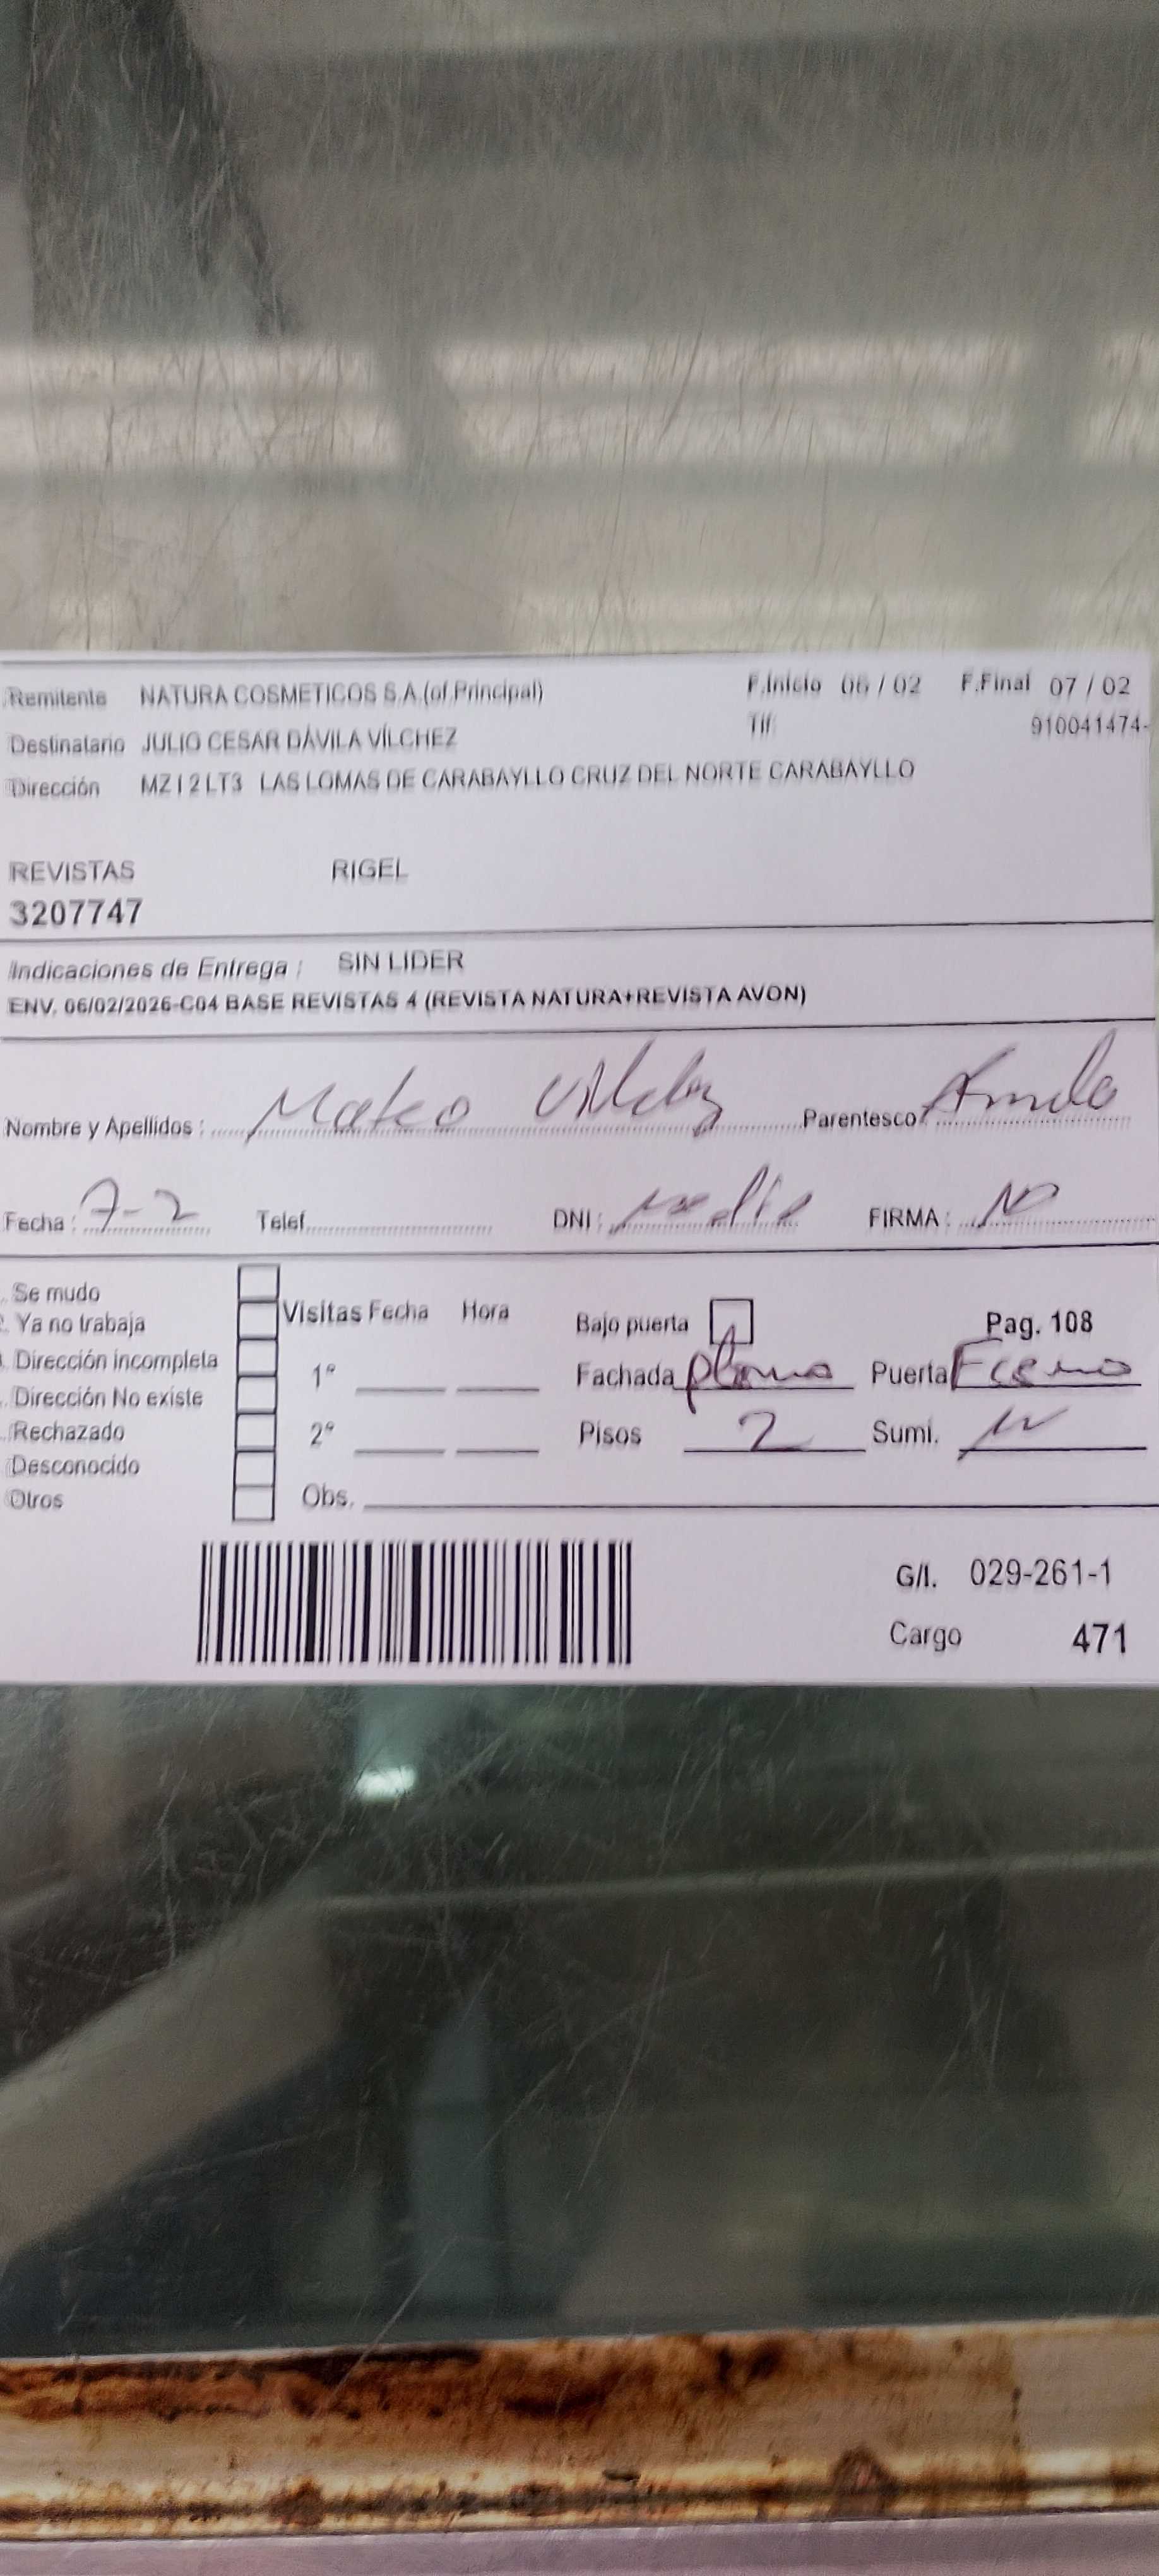 Remitente NATURA COSMETICOS S.A.(of.Principal) F.Inicio 06 / 02 F.Final 07 / 02
Destinatario JULIO CESAR DÁVILA VÍLCHEZ Tlf: 910041474-
Dirección MZ I 2 LT3 LAS LOMAS DE CARABAYLLO CRUZ DEL NORTE CARABAYLLO
REVISTAS RIGEL
3207747
Indicaciones de Entrega : SIN LIDER
ENV. 06/02/2026-C04 BASE REVISTAS 4 (REVISTA NATURA+REVISTA AVON)
Nombre y Apellidos : Mateo Parentesco:
Fecha : 7-2 Telef. DNI : FIRMA :
Se mudo
Ya no trabaja Visitas Fecha Hora Bajo puerta Pag. 108
Dirección incompleta 1° Fachada plomo Puerta
Dirección No existe
Rechazado 2° Pisos 2 Sumi.
Desconocido
Otros Obs.
G/I. 029-261-1
Cargo 471